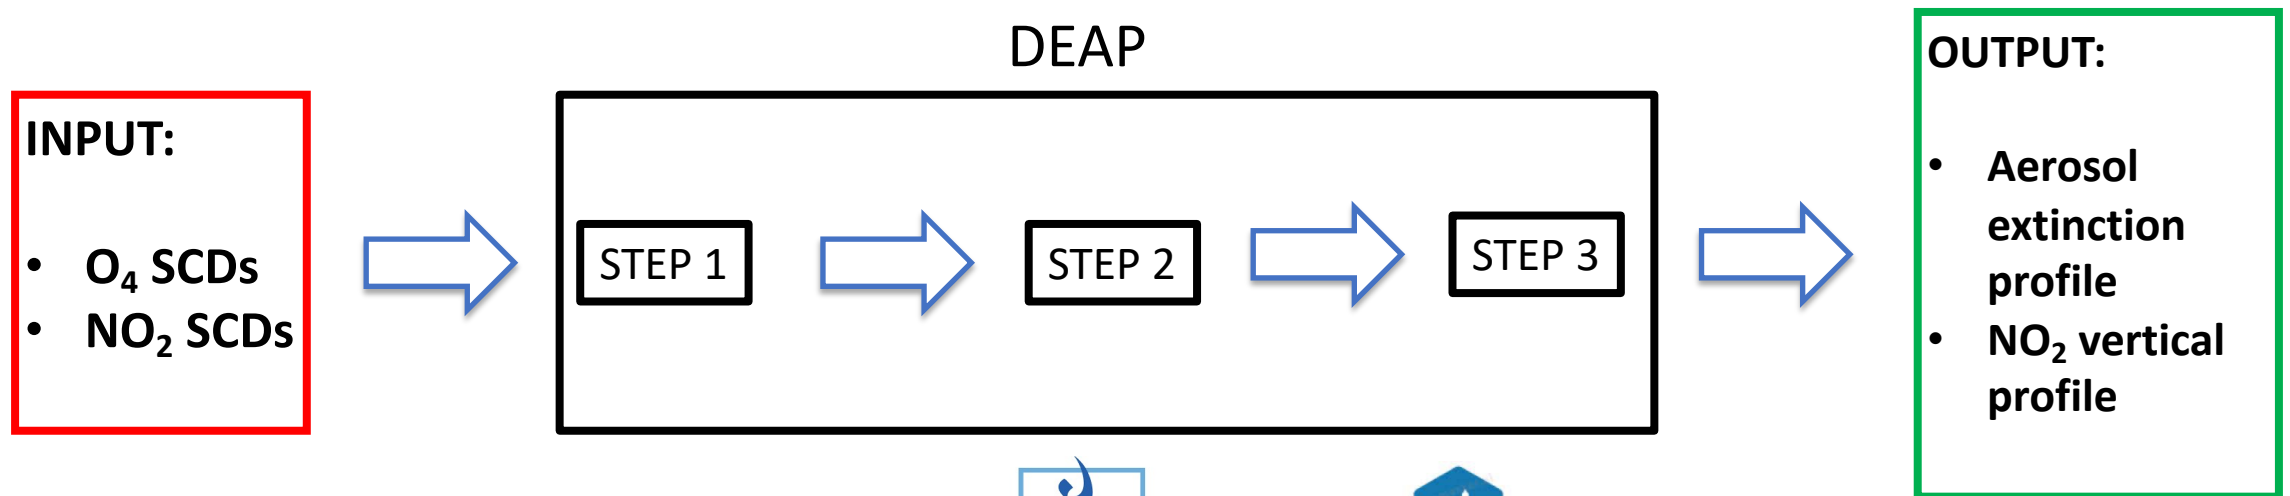 DEAP
INPUT:
• O₄ SCDs
• NO₂ SCDs
STEP 1
STEP 2
STEP 3
OUTPUT:
• Aerosol
extinction
profile
• NO₂ vertical
profile